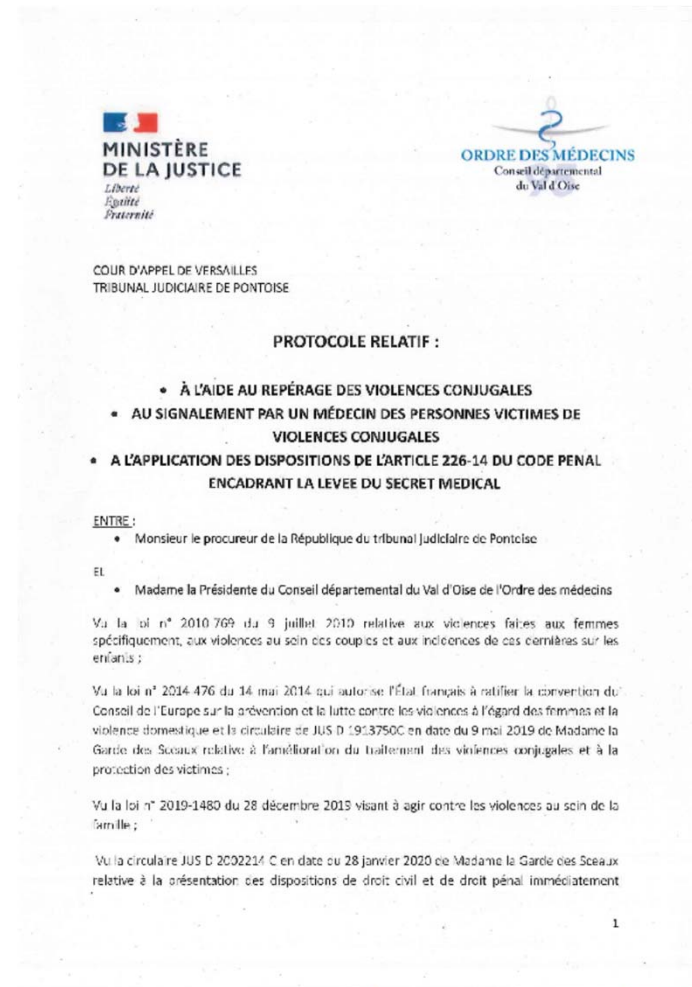 MINISTÈRE
DE LA JUSTICE
Liberté
Égalité
Fraternité
ORDRE DES MÉDECINS
Conseil départemental
du Val d'Oise
COUR D'APPEL DE VERSAILLES
TRIBUNAL JUDICIAIRE DE PONTOISE
PROTOCOLE RELATIF :
• À L'AIDE AU REPÉRAGE DES VIOLENCES CONJUGALES
• AU SIGNALEMENT PAR UN MÉDECIN DES PERSONNES VICTIMES DE
VIOLENCES CONJUGALES
• A L'APPLICATION DES DISPOSITIONS DE L'ARTICLE 226-14 DU CODE PENAL
ENCADRANT LA LEVEE DU SECRET MEDICAL
ENTRE :
• Monsieur le procureur de la République du tribunal judiciaire de Pontoise
ET
• Madame la Présidente du Conseil départemental du Val d'Oise de l'Ordre des médecins
Vu la loi n° 2010-769 du 9 juillet 2010 relative aux violences faites aux femmes
spécifiquement, aux violences au sein des couples et aux incidences de ces dernières sur les
enfants ;
Vu la loi n° 2014-476 du 14 mai 2014 qui autorise l'État français à ratifier la convention du
Conseil de l'Europe sur la prévention et la lutte contre les violences à l'égard des femmes et la
violence domestique et la circulaire de JUS D 1913750C en date du 9 mai 2019 de Madame la
Garde des Sceaux relative à l'amélioration du traitement des violences conjugales et à la
protection des victimes ;
Vu la loi n° 2019-1480 du 28 décembre 2019 visant à agir contre les violences au sein de la
famille ;
Vu la circulaire JUS D 2002214 C en date du 28 janvier 2020 de Madame la Garde des Sceaux
relative à la présentation des dispositions de droit civil et de droit pénal immédiatement
1